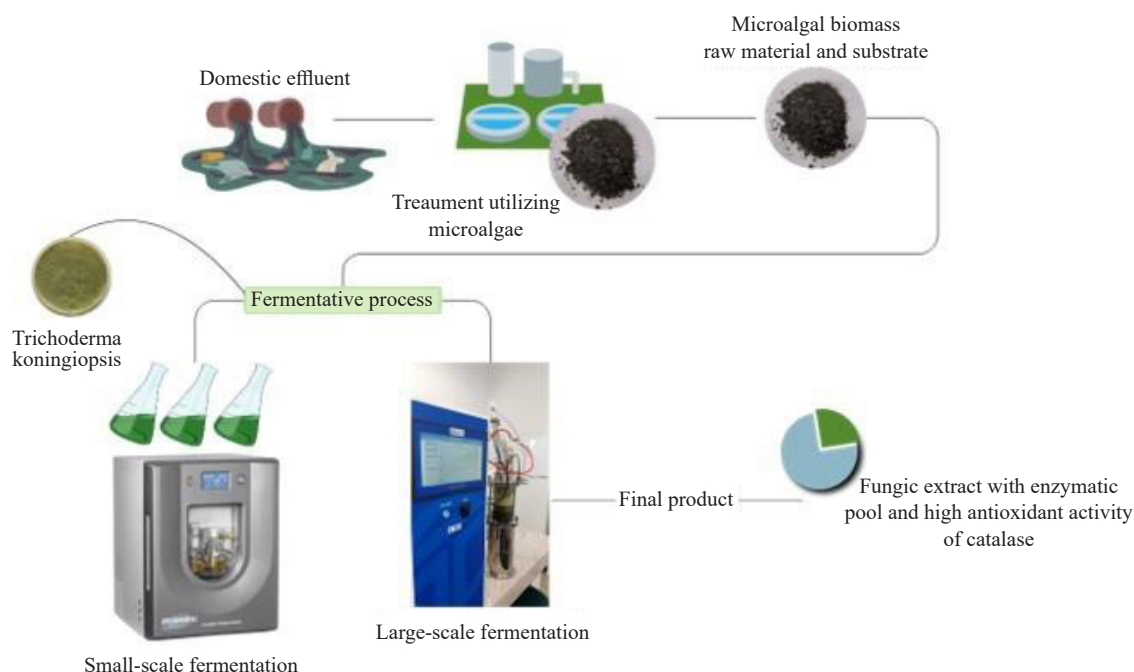 Microalgal biomass
raw material and substrate
Domestic effluent
Treaument utilizing
microalgae
Fermentative process
Trichoderma
koningiopsis
Final product
Fungic extract with enzymatic
pool and high antioxidant activity
of catalase
Large-scale fermentation
Small-scale fermentation